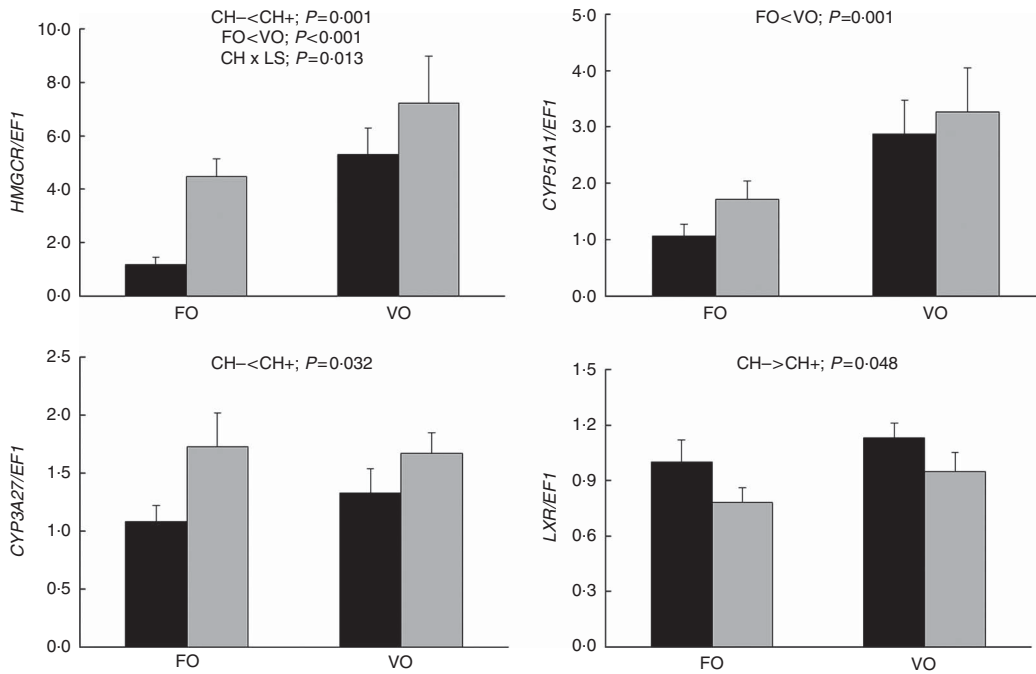 CH–<CH+; P=0·001
FO<VO; P<0·001
CH x LS; P=0·013
10·0
8·0
6·0
4·0
2·0
0·0
HMGCR/EF1
FO
VO
FO<VO; P=0·001
5·0
4·0
3·0
2·0
1·0
0·0
CYP51A1/EF1
FO
VO
CH–<CH+; P=0·032
2·5
2·0
1·5
1·0
0·5
0·0
CYP3A27/EF1
FO
VO
CH–>CH+; P=0·048
1·5
1·2
0·9
0·6
0·3
0·0
LXR/EF1
FO
VO